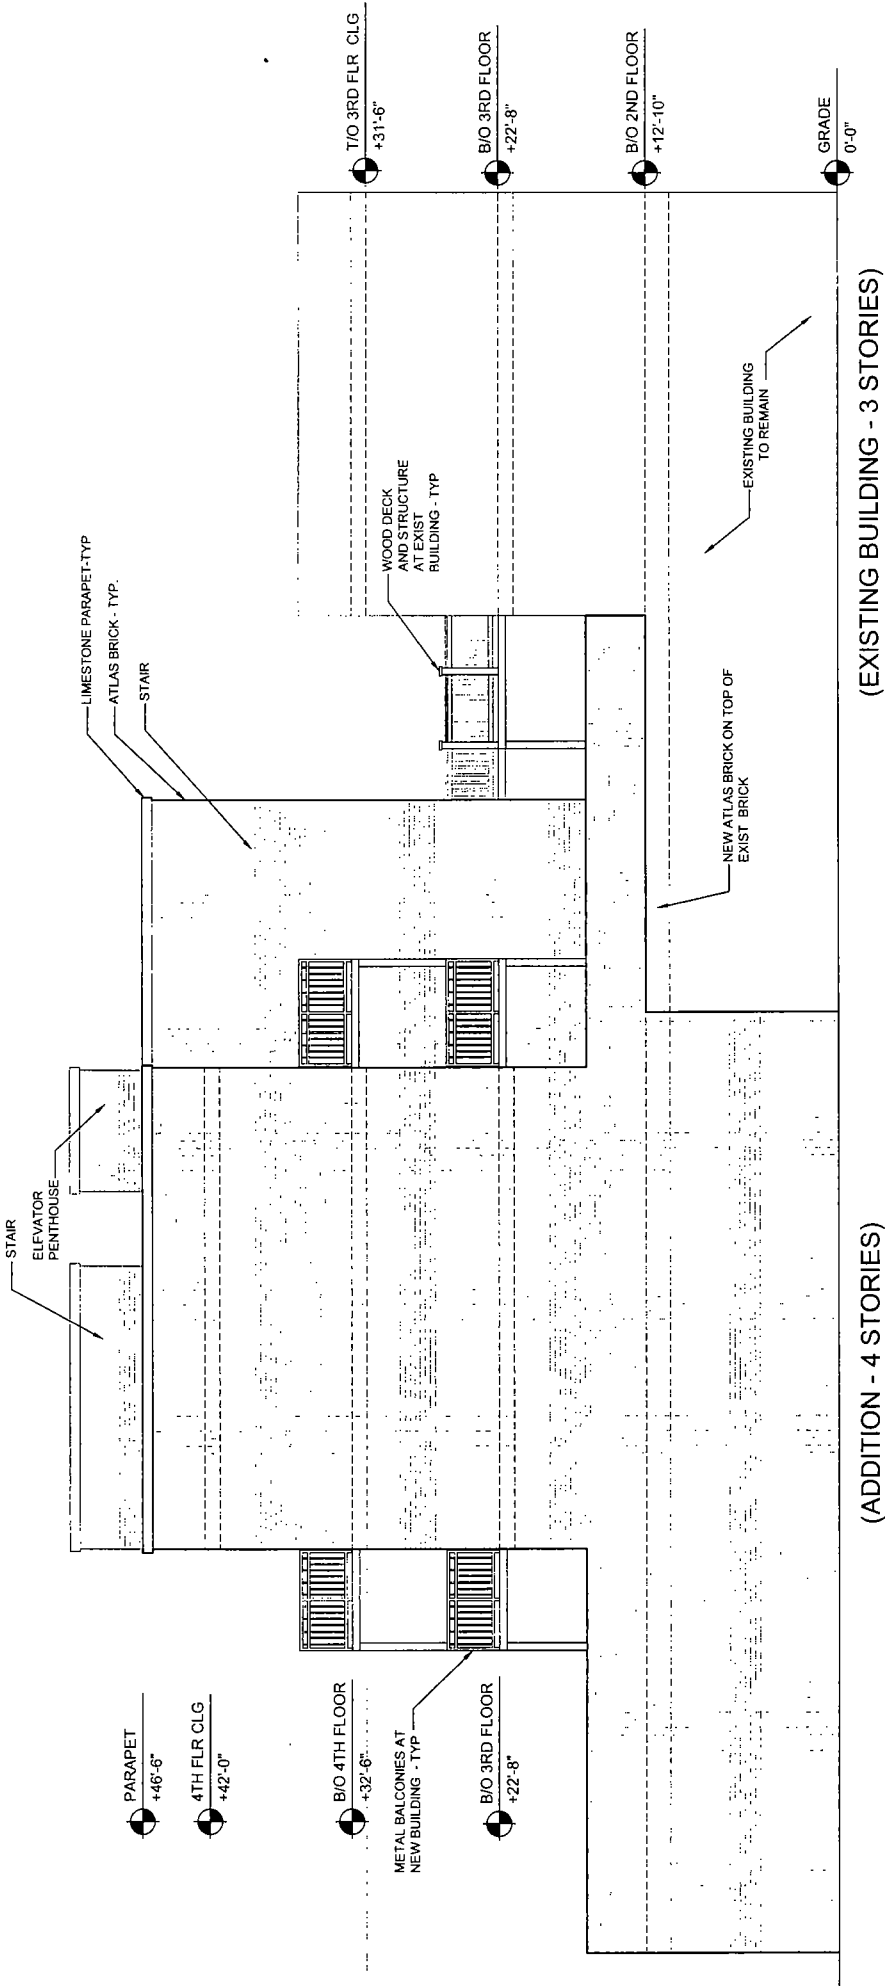 STAIR
ELEVATOR
PENTHOUSE
LIMESTONE PARAPET-TYP
ATLAS BRICK - TYP.
STAIR
PARAPET
+46'-6"
4TH FLR CLG
+42'-0"
B/O 4TH FLOOR
+32'-6"
METAL BALCONIES AT
NEW BUILDING - TYP
B/O 3RD FLOOR
+22'-8"
WOOD DECK
AND STRUCTURE
AT EXIST
BUILDING - TYP
T/O 3RD FLR CLG
+31'-6"
B/O 3RD FLOOR
+22'-8"
B/O 2ND FLOOR
+12'-10"
GRADE
0'-0"
NEW ATLAS BRICK ON TOP OF
EXIST BRICK
EXISTING BUILDING
TO REMAIN
(ADDITION - 4 STORIES)
(EXISTING BUILDING - 3 STORIES)